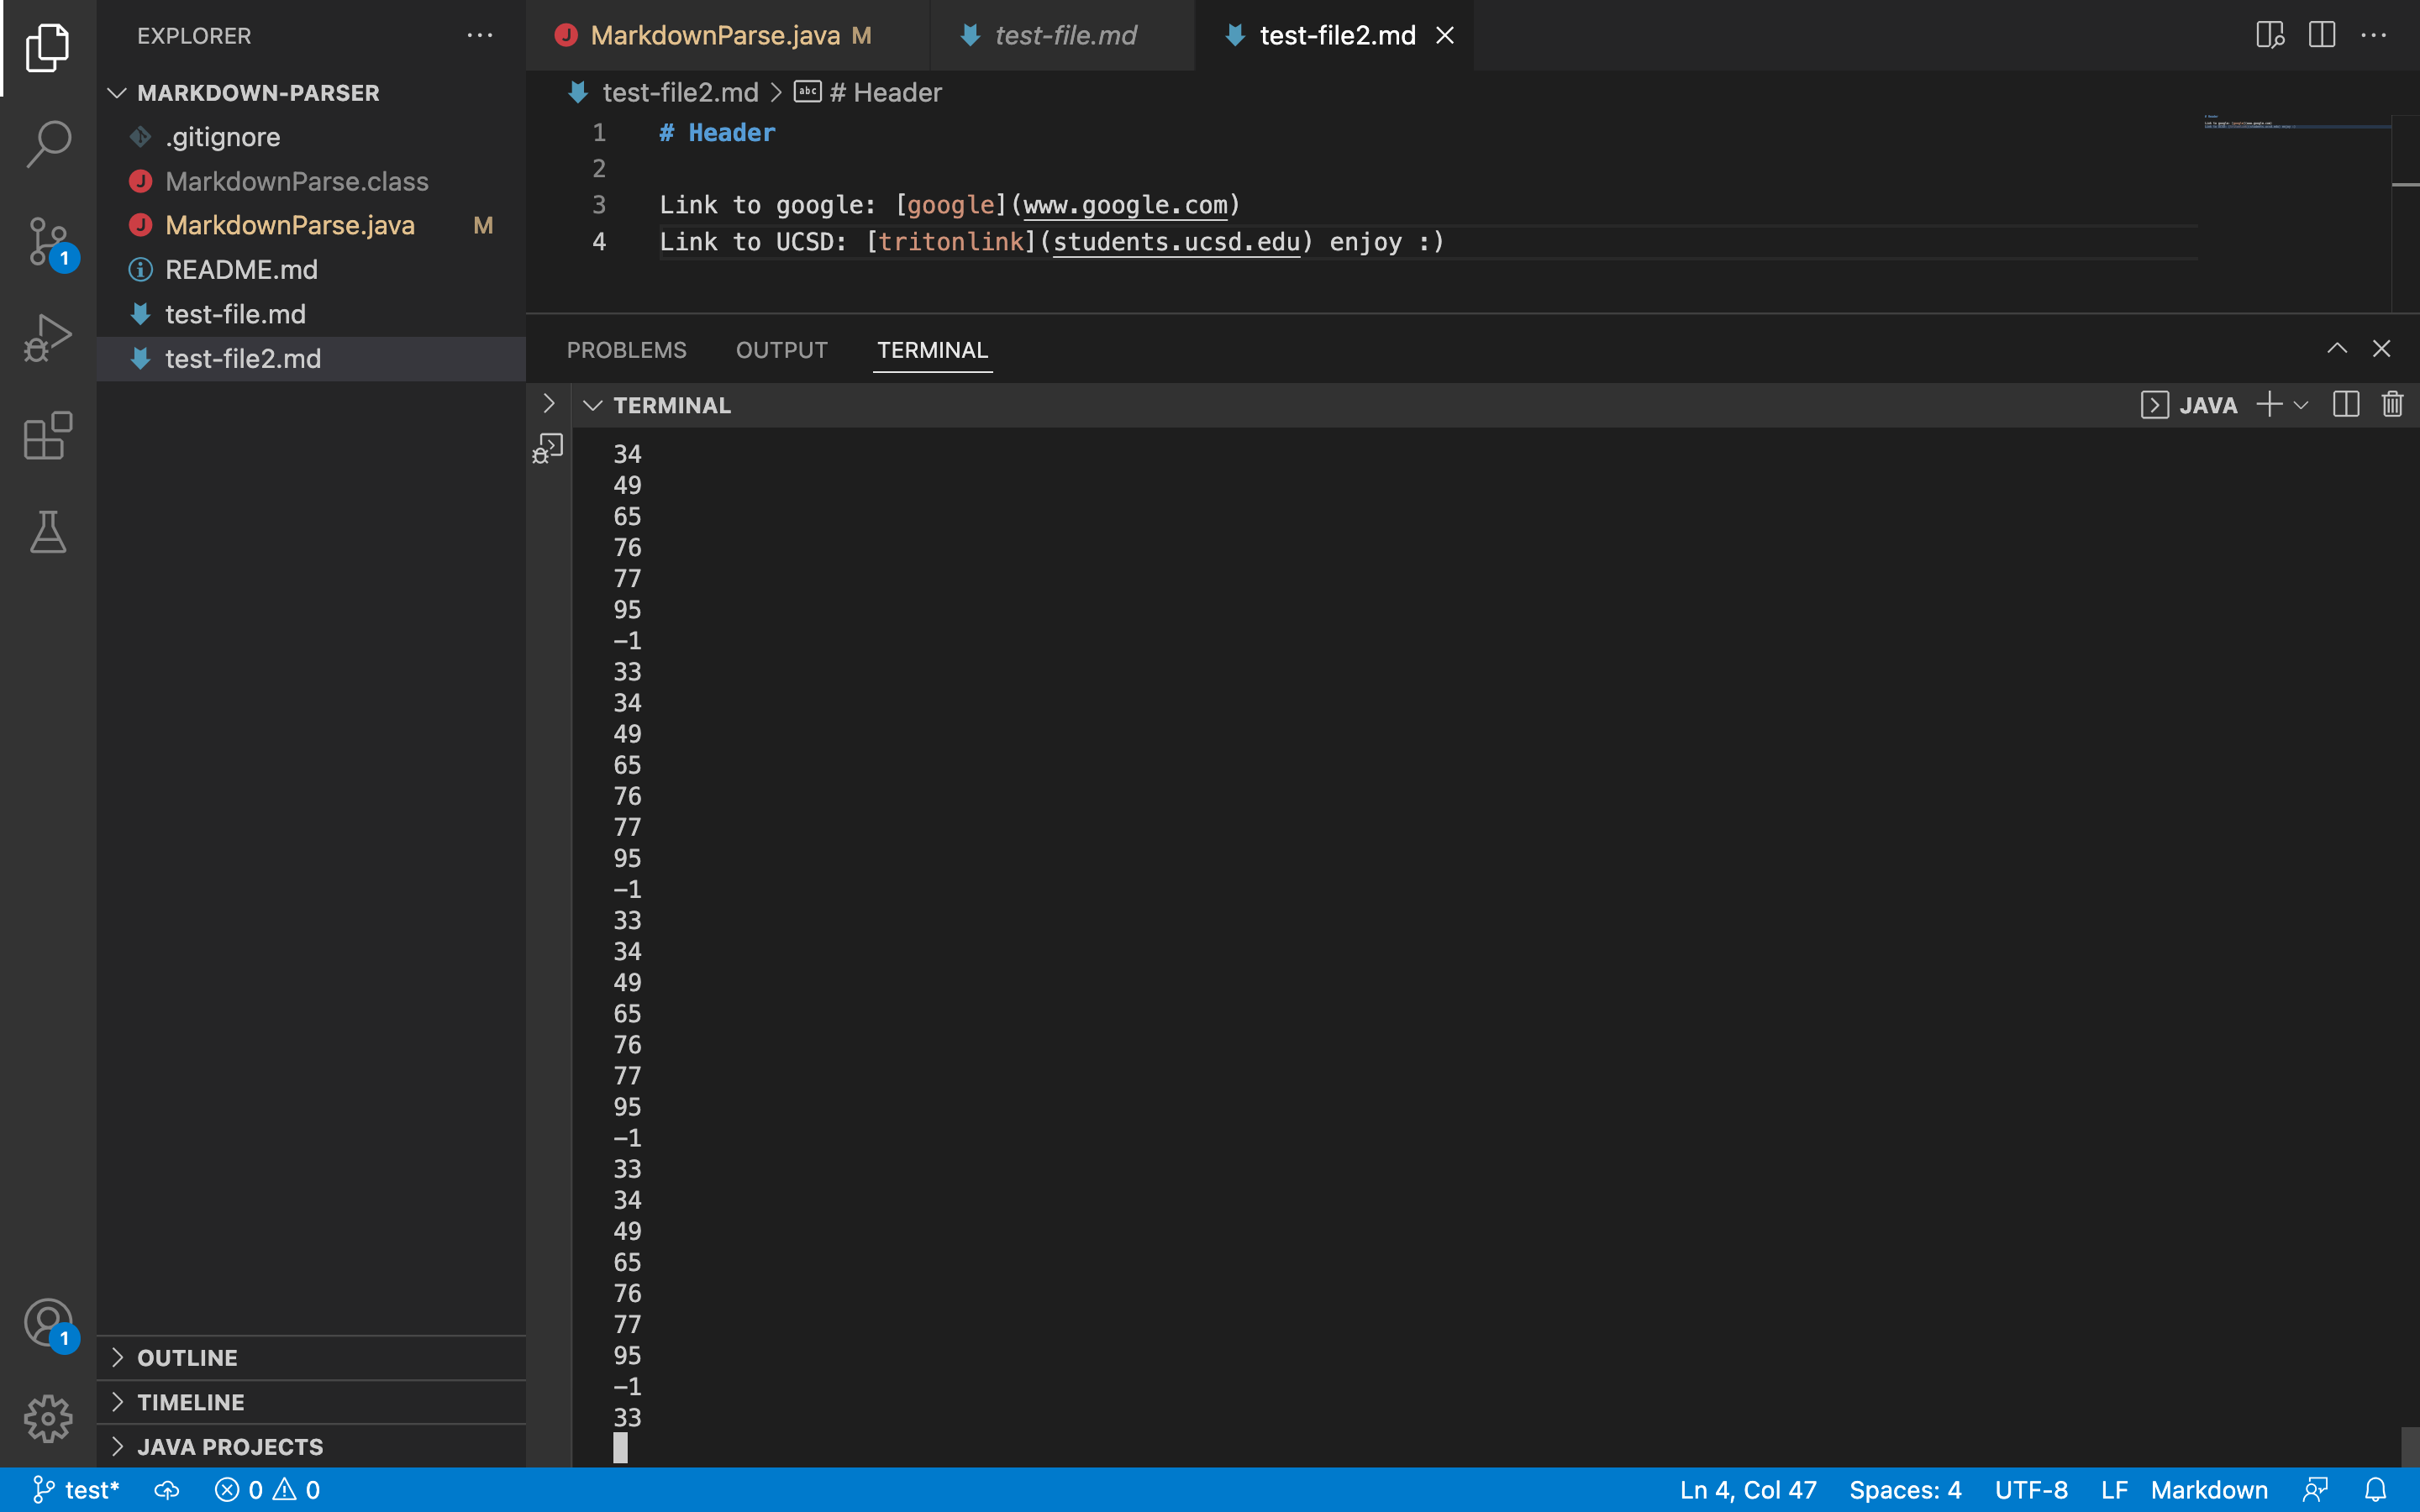 EXPLORER
MARKDOWN-PARSER
.gitignore
MarkdownParse.class
MarkdownParse.java M
README.md
test-file.md
test-file2.md
OUTLINE
TIMELINE
JAVA PROJECTS
1
1
MarkdownParse.java M
test-file.md
test-file2.md
test-file2.md > abc # Header
1 # Header
2
3 Link to google: [google](www.google.com)
4 Link to UCSD: [tritonlink](students.ucsd.edu) enjoy :)
PROBLEMS OUTPUT TERMINAL
TERMINAL
JAVA
34
49
65
76
77
95
-1
33
34
49
65
76
77
95
-1
33
34
49
65
76
77
95
-1
33
34
49
65
76
77
95
-1
33
test* 0 0 Ln 4, Col 47 Spaces: 4 UTF-8 LF Markdown